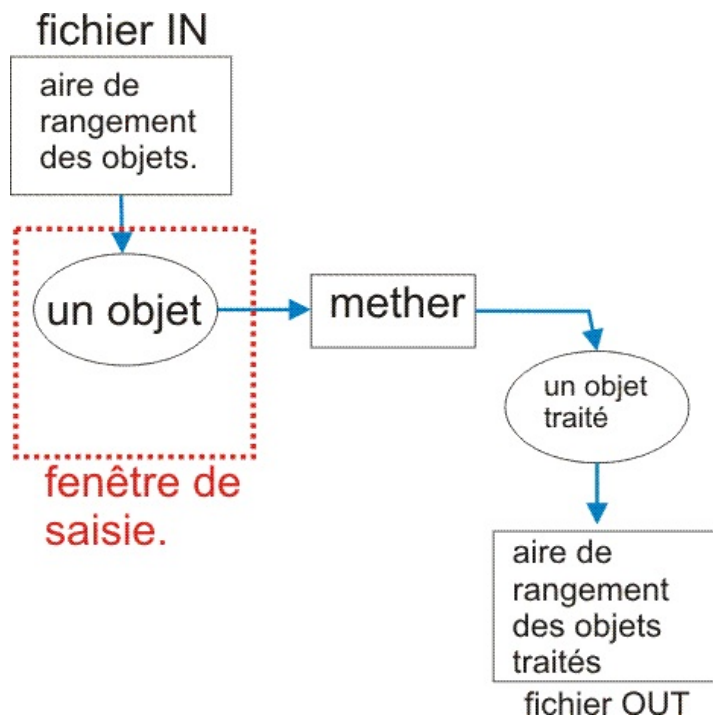 fichier IN
aire de
rangement
des objets.
un objet
mether
un objet
traité
fenêtre de
saisie.
aire de
rangement
des objets
traités
fichier OUT